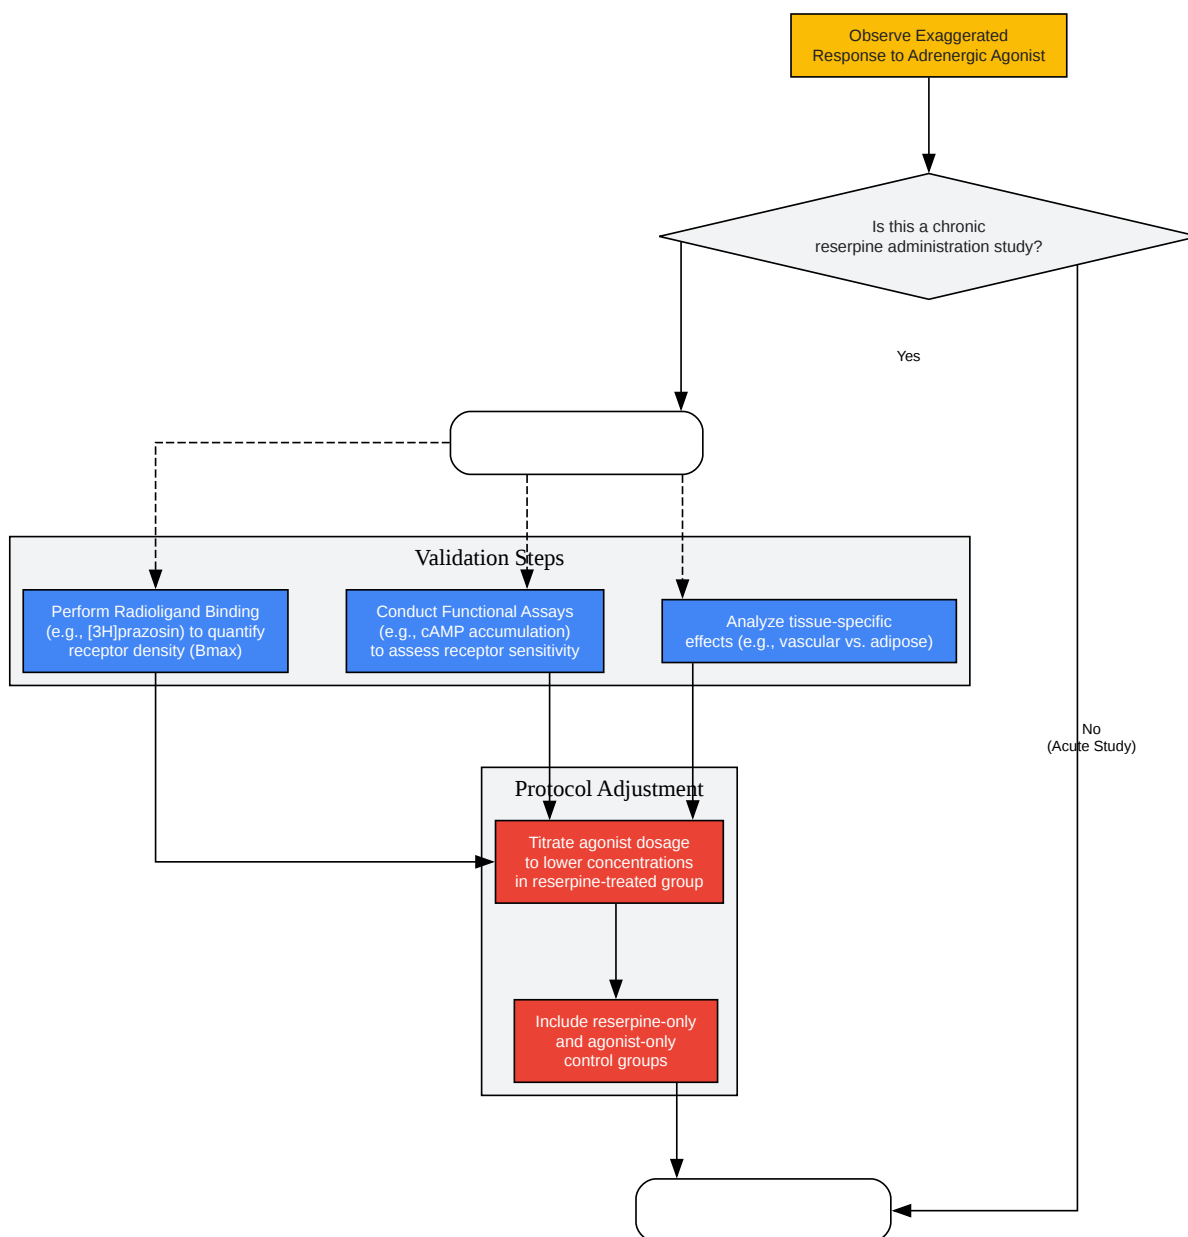 Observe Exaggerated
Response to Adrenergic Agonist
Is this a chronic
reserpine administration study?
Yes
Validation Steps
Perform Radioligand Binding
(e.g., [3H]prazosin) to quantify
receptor density (Bmax)
Conduct Functional Assays
(e.g., cAMP accumulation)
to assess receptor sensitivity
Analyze tissue-specific
effects (e.g., vascular vs. adipose)
No
(Acute Study)
Protocol Adjustment
Titrate agonist dosage
to lower concentrations
in reserpine-treated group
Include reserpine-only
and agonist-only
control groups